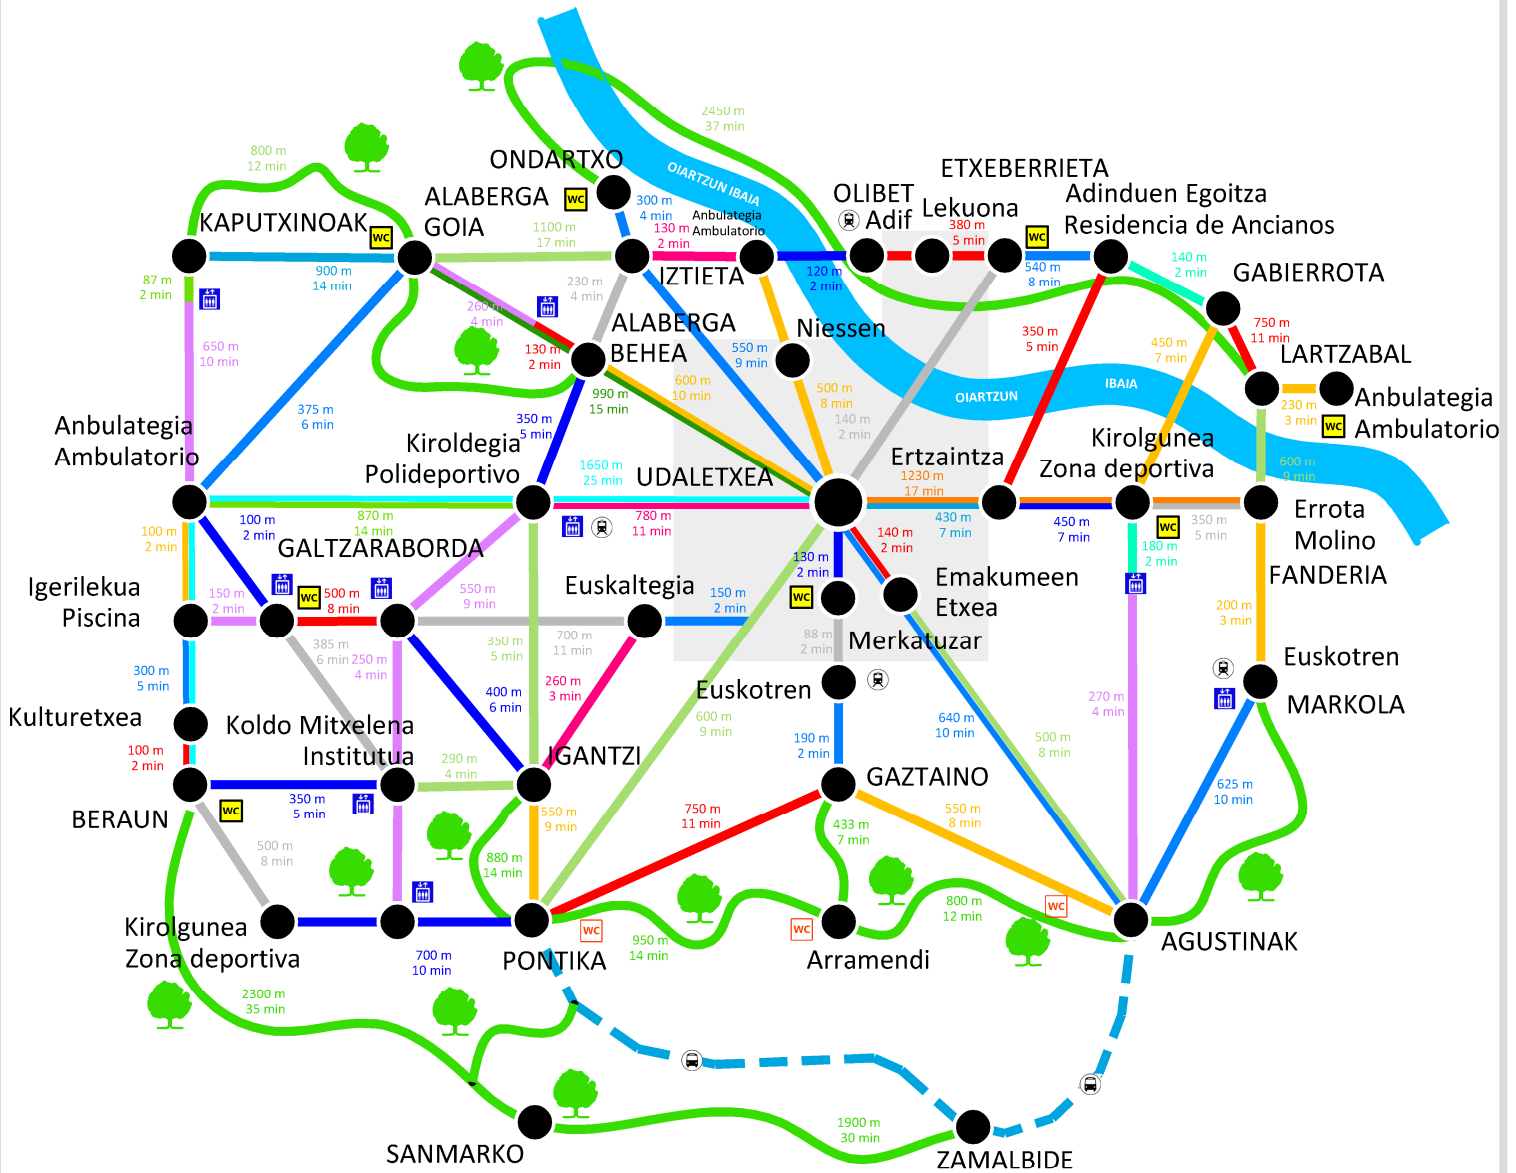 2450 m
37 min
800 m
12 min
ONDARTXO
WC
ALABERGA
GOIA
KAPUTXINOAK
WC
300 m
4 min
OIARTZUN IBAIA
Anbulategia
Ambulatorio
OLIBET
Adif
ETXEBERRIETA
Lekuona
Adinduen Egoitza
Residencia de Ancianos
WC
1100 m
17 min
130 m
2 min
IZTIETA
380 m
5 min
540 m
8 min
140 m
2 min
GABIERROTA
87 m
2 min
900 m
14 min
120 m
2 min
230 m
4 min
260 m
4 min
130 m
2 min
ALABERGA
BEHEA
Niessen
550 m
9 min
350 m
5 min
450 m
7 min
750 m
11 min
LARTZABAL
650 m
10 min
990 m
15 min
600 m
10 min
500 m
8 min
140 m
2 min
OIARTZUN
IBAIA
230 m
3 min
Anbulategia
Ambulatorio
WC
375 m
6 min
350 m
5 min
Anbulategia
Ambulatorio
Kiroldegia
Polideportivo
1650 m
25 min
UDALETXEA
Ertzaintza
1230 m
17 min
Kirolgunea
Zona deportiva
600 m
9 min
100 m
2 min
100 m
2 min
870 m
14 min
780 m
11 min
430 m
7 min
450 m
7 min
WC
350 m
5 min
Errota
Molino
FANDERIA
GALTZARABORDA
140 m
2 min
180 m
2 min
130 m
2 min
Igerilekua
Piscina
150 m
2 min
WC
500 m
8 min
550 m
9 min
Euskaltegia
150 m
2 min
WC
Emakumeen
Etxea
200 m
3 min
385 m
6 min
250 m
4 min
350 m
5 min
700 m
11 min
88 m
2 min
Merkatuzar
300 m
5 min
400 m
6 min
260 m
3 min
Euskotren
270 m
4 min
Euskotren
MARKOLA
Kulturetxea
Koldo Mitxelena
Institutua
600 m
9 min
640 m
10 min
500 m
8 min
100 m
2 min
190 m
2 min
290 m
4 min
IGANTZI
GAZTAINO
625 m
10 min
BERAUN
WC
350 m
5 min
550 m
9 min
750 m
11 min
433 m
7 min
550 m
8 min
500 m
8 min
880 m
14 min
800 m
12 min
WC
Kirolgunea
Zona deportiva
700 m
10 min
PONTIKA
WC
950 m
14 min
WC
Arramendi
AGUSTINAK
2300 m
35 min
SANMARKO
1900 m
30 min
ZAMALBIDE